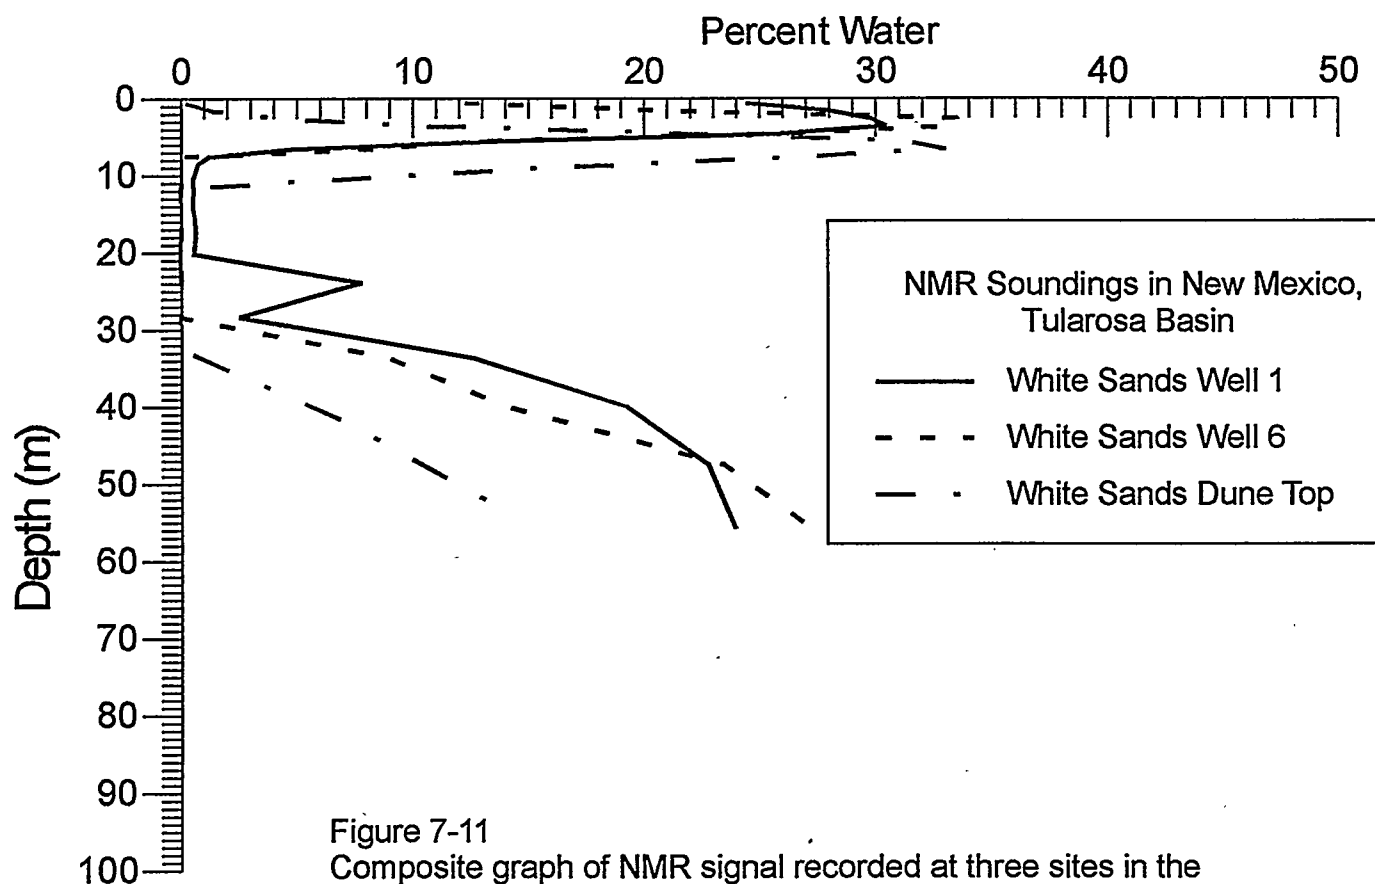 Percent Water
0 10 20 30 40 50
0
10
20
30
40
50
60
70
80
90
100
Depth (m)
NMR Soundings in New Mexico,
Tularosa Basin
White Sands Well 1
White Sands Well 6
White Sands Dune Top
Figure 7-11
Composite graph of NMR signal recorded at three sites in the